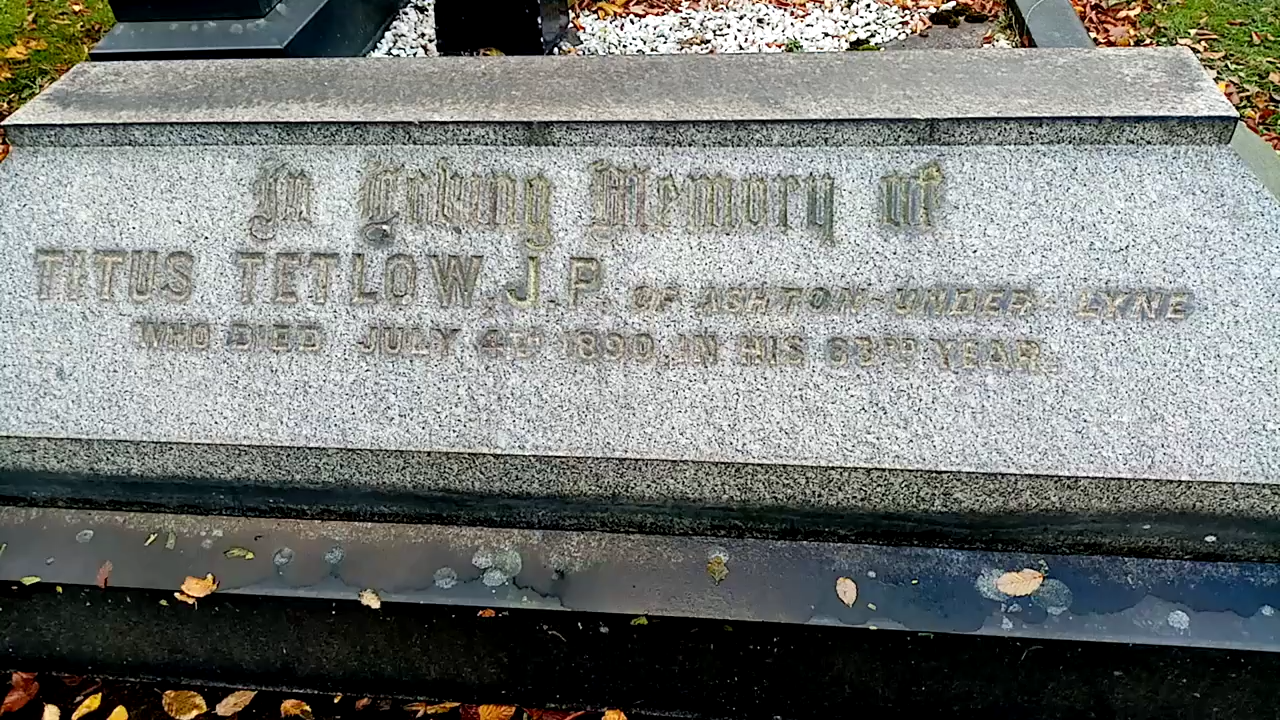 In Loving Memory of
TITUS TETLOW, J.P. OF ASHTON-UNDER-LYNE
WHO DIED JULY 4TH 1890, IN HIS 63RD YEAR.